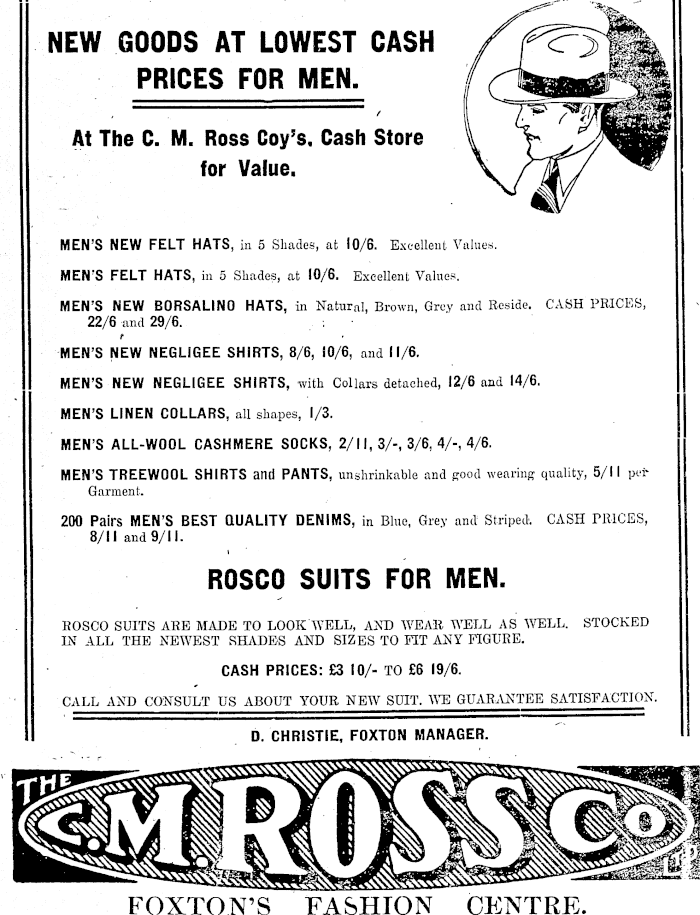 NEW GOODS AT LOWEST CASH
PRICES FOR MEN.
At The C. M. Ross Coy's. Cash Store
for Value.
MEN'S NEW FELT HATS, in 5 Shades, at 10/6. Excellent Values.
MEN'S FELT HATS, in 5 Shades, at 10/6. Excellent Values.
MEN'S NEW BORSALINO HATS, in Natural, Brown, Grey and Reside. CASH PRICES,
22/6 and 29/6.
MEN'S NEW NEGLIGEE SHIRTS, 8/6, 10/6, and 11/6.
MEN'S NEW NEGLIGEE SHIRTS, with Collars detached, 12/6 and 14/6.
MEN'S LINEN COLLARS, all shapes, 1/3.
MEN'S ALL-WOOL CASHMERE SOCKS, 2/11, 3/-, 3/6, 4/-, 4/6.
MEN'S TREEWOOL SHIRTS and PANTS, unshrinkable and good wearing quality, 5/11 per
Garment.
200 Pairs MEN'S BEST QUALITY DENIMS, in Blue, Grey and Striped. CASH PRICES,
8/11 and 9/11.
ROSCO SUITS FOR MEN.
ROSCO SUITS ARE MADE TO LOOK WELL, AND WEAR WELL AS WELL. STOCKED
IN ALL THE NEWEST SHADES AND SIZES TO FIT ANY FIGURE.
CASH PRICES: £3 10/- TO £6 19/6.
CALL AND CONSULT US ABOUT YOUR NEW SUIT. WE GUARANTEE SATISFACTION.
D. CHRISTIE, FOXTON MANAGER.
THE
C.M. ROSS Co
FOXTON'S FASHION CENTRE.